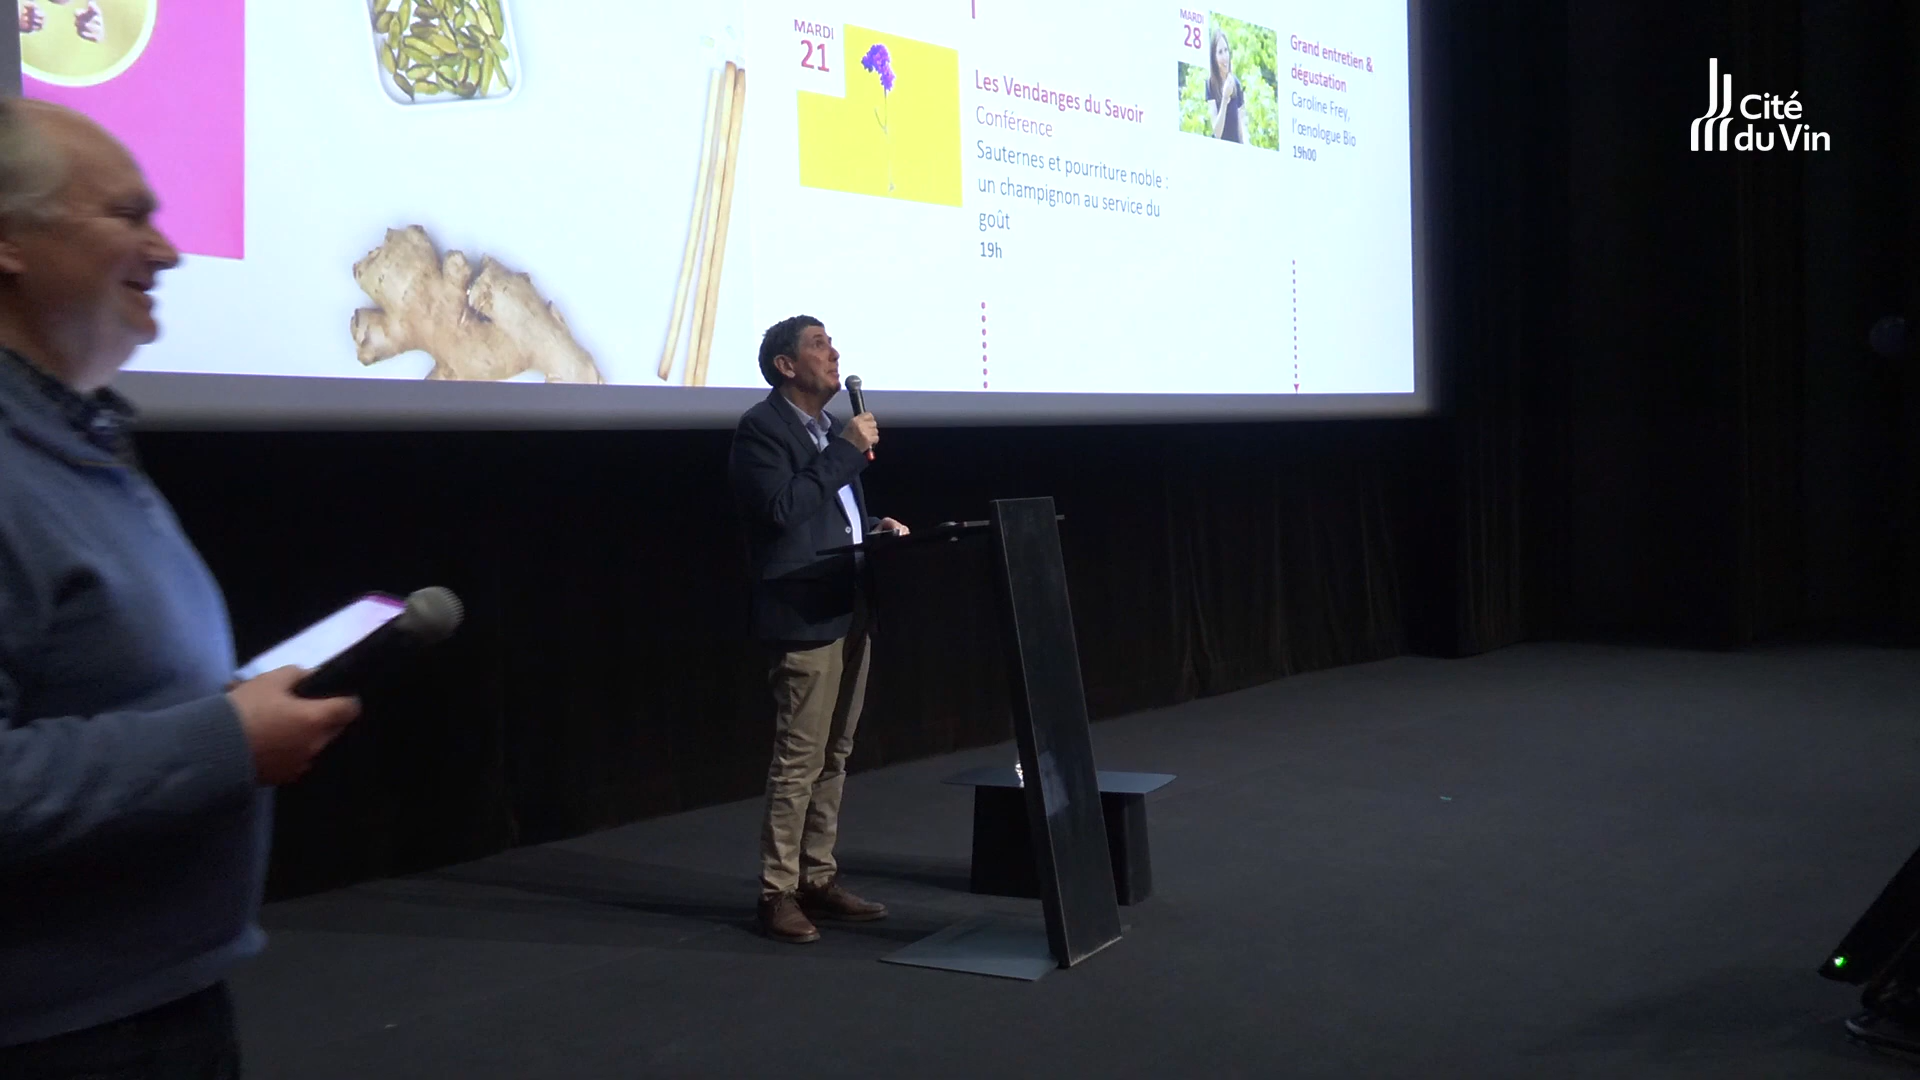 MARDI
21
Les Vendanges du Savoir
Conférence
Sauternes et pourriture noble :
un champignon au service du
goût
19h
MARDI
28
Grand entretien &
dégustation
Caroline Frey,
l'œnologue Bio
19h00
Cité
du Vin